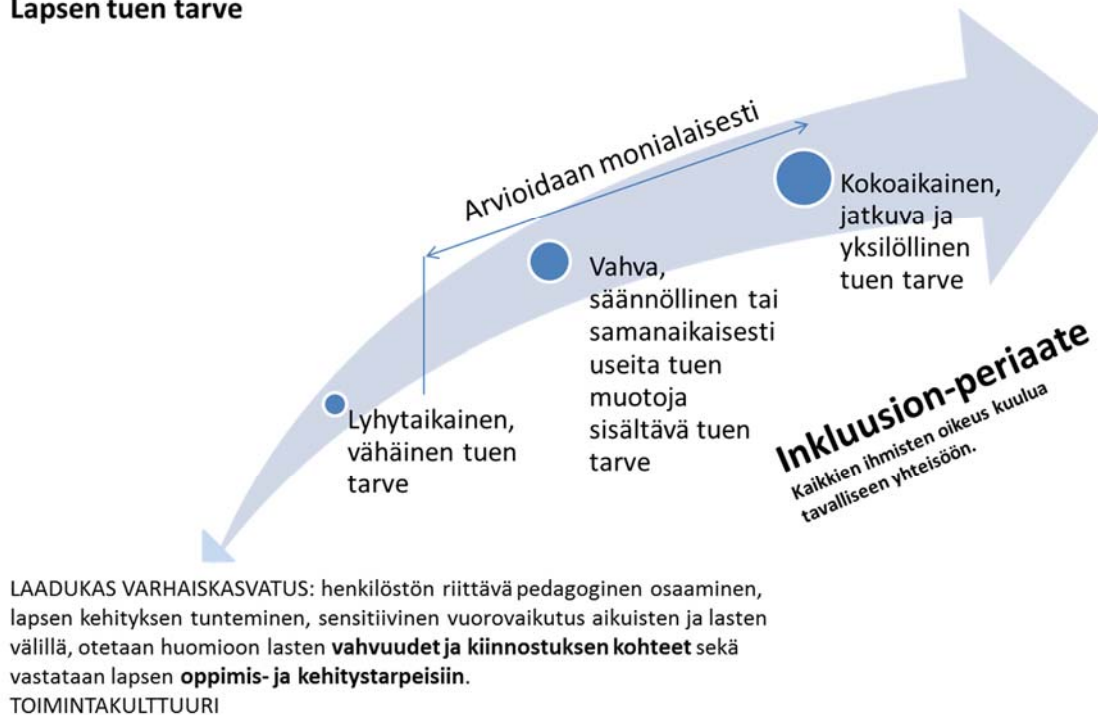 Lapsen tuen tarve
Arvioidaan monialaisesti
Kokoaikainen,
jatkuva ja
yksilöllinen
tuen tarve
Vahva,
säännöllinen tai
samanaikaisesti
useita tuen
muotoja
sisältävä tuen
tarve
Lyhytaikainen,
vähäinen tuen
tarve
Inkluusion-periaate
Kaikkien ihmisten oikeus kuulua
tavalliseen yhteisöön.
LAADUKAS VARHAISKASVATUS: henkilöstön riittävä pedagoginen osaaminen,
lapsen kehityksen tunteminen, sensitiivinen vuorovaikutus aikuisten ja lasten
välillä, otetaan huomioon lasten vahvuudet ja kiinnostuksen kohteet sekä
vastataan lapsen oppimis- ja kehitystarpeisiin.
TOIMINTAKULTTUURI